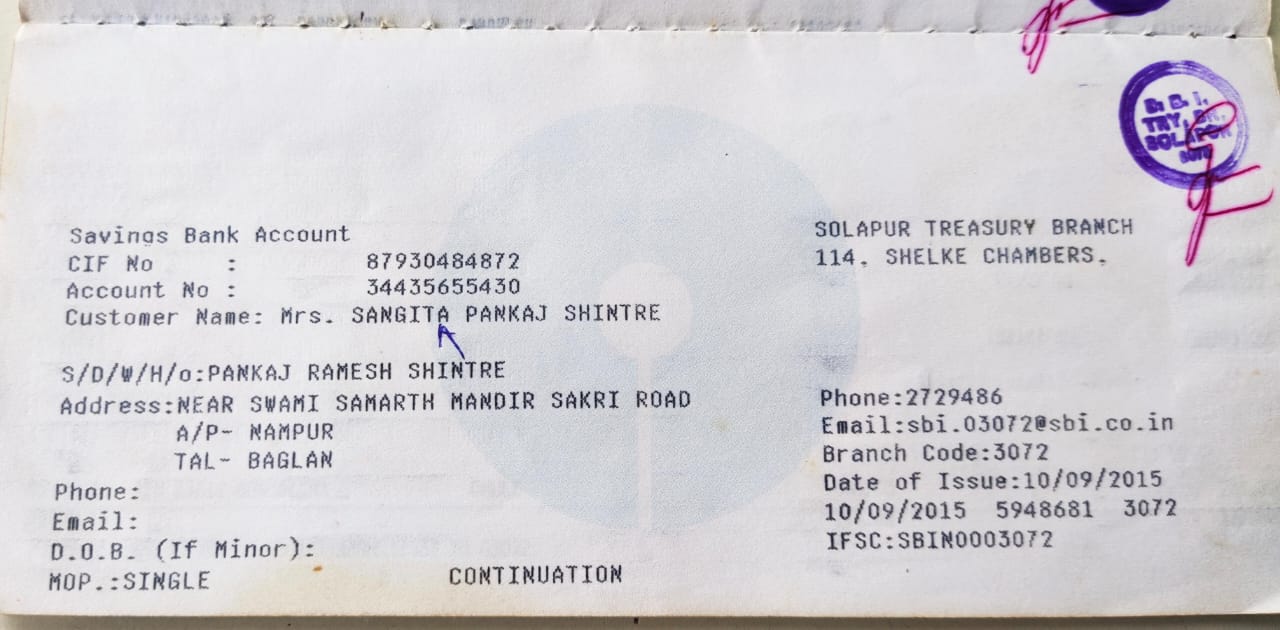 S. B. I.
TRY. BR.
SOLAPUR
Savings Bank Account
CIF No : 87930484872
Account No : 34435655430
Customer Name: Mrs. SANGITA PANKAJ SHINTRE
S/D/W/H/o:PANKAJ RAMESH SHINTRE
Address:NEAR SWAMI SAMARTH MANDIR SAKRI ROAD
A/P- NAMPUR
TAL- BAGLAN
Phone:
Email:
D.O.B. (If Minor):
MOP.:SINGLE
CONTINUATION
SOLAPUR TREASURY BRANCH
114, SHELKE CHAMBERS,
Phone:2729486
Email:sbi.03072@sbi.co.in
Branch Code:3072
Date of Issue:10/09/2015
10/09/2015 5948681 3072
IFSC:SBIN0003072